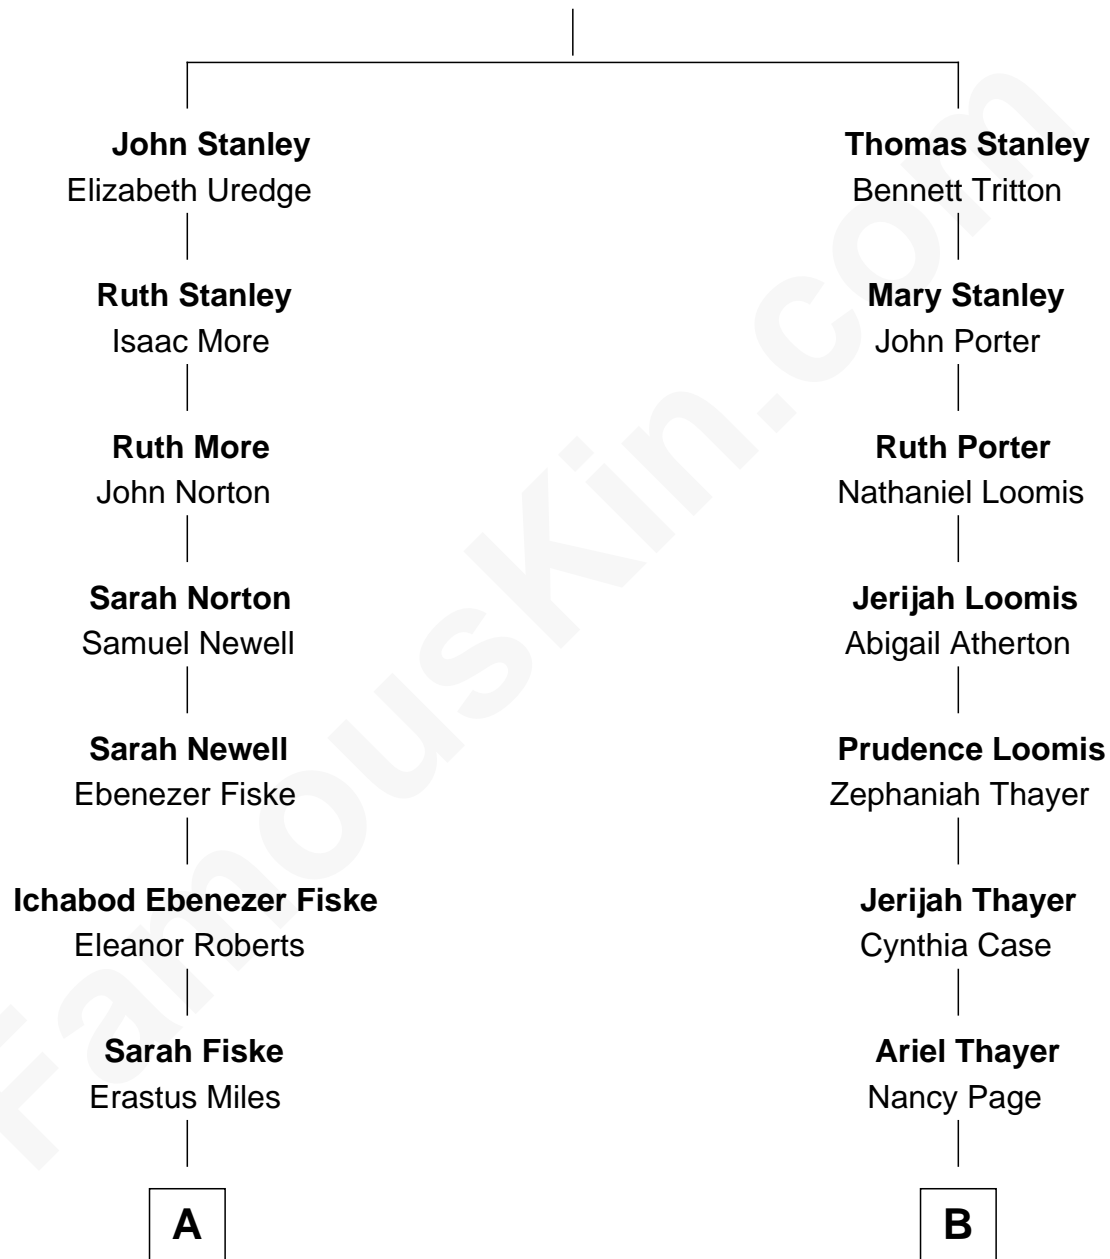 John Stanley
Elizabeth Uredge
Ruth Stanley
Isaac More
Ruth More
John Norton
Sarah Norton
Samuel Newell
Sarah Newell
Ebenezer Fiske
Ichabod Ebenezer Fiske
Eleanor Roberts
Sarah Fiske
Erastus Miles
A
Thomas Stanley
Bennett Tritton
Mary Stanley
John Porter
Ruth Porter
Nathaniel Loomis
Jerijah Loomis
Abigail Atherton
Prudence Loomis
Zephaniah Thayer
Jerijah Thayer
Cynthia Case
Ariel Thayer
Nancy Page
B
FamousKin.com